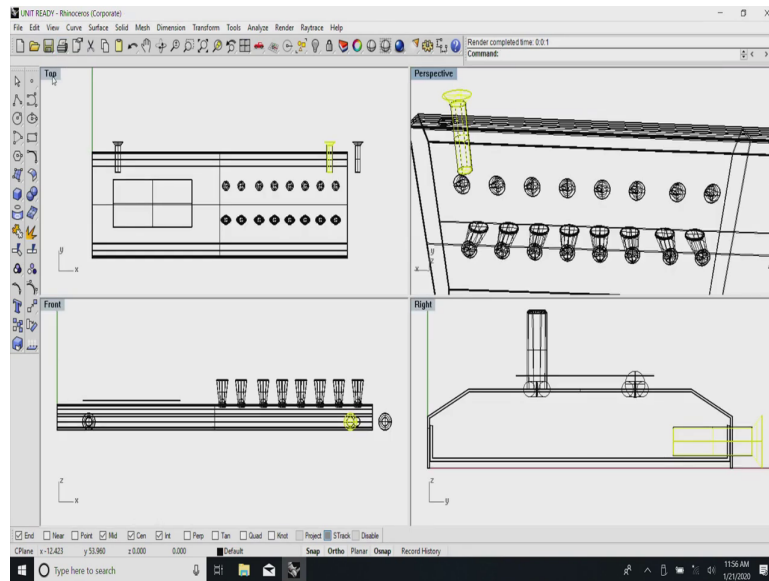 UNIT READY - Rhinoceros (Corporate)
File Edit View Curve Surface Solid Mesh Dimension Transform Tools Analyze Render Raytrace Help
Render completed time: 0:0:1
Command:
Top
Perspective
y
x
y
z
x
Front
Right
z
x
z
y
End Near Point Mid Cen Int Perp Tan Quad Knot Project STrack Disable
CPlane x -12.423 y 53.960 z 0.000 0.000 Default Snap Ortho Planar Osnap Record History
Type here to search
11:56 AM
1/21/2020